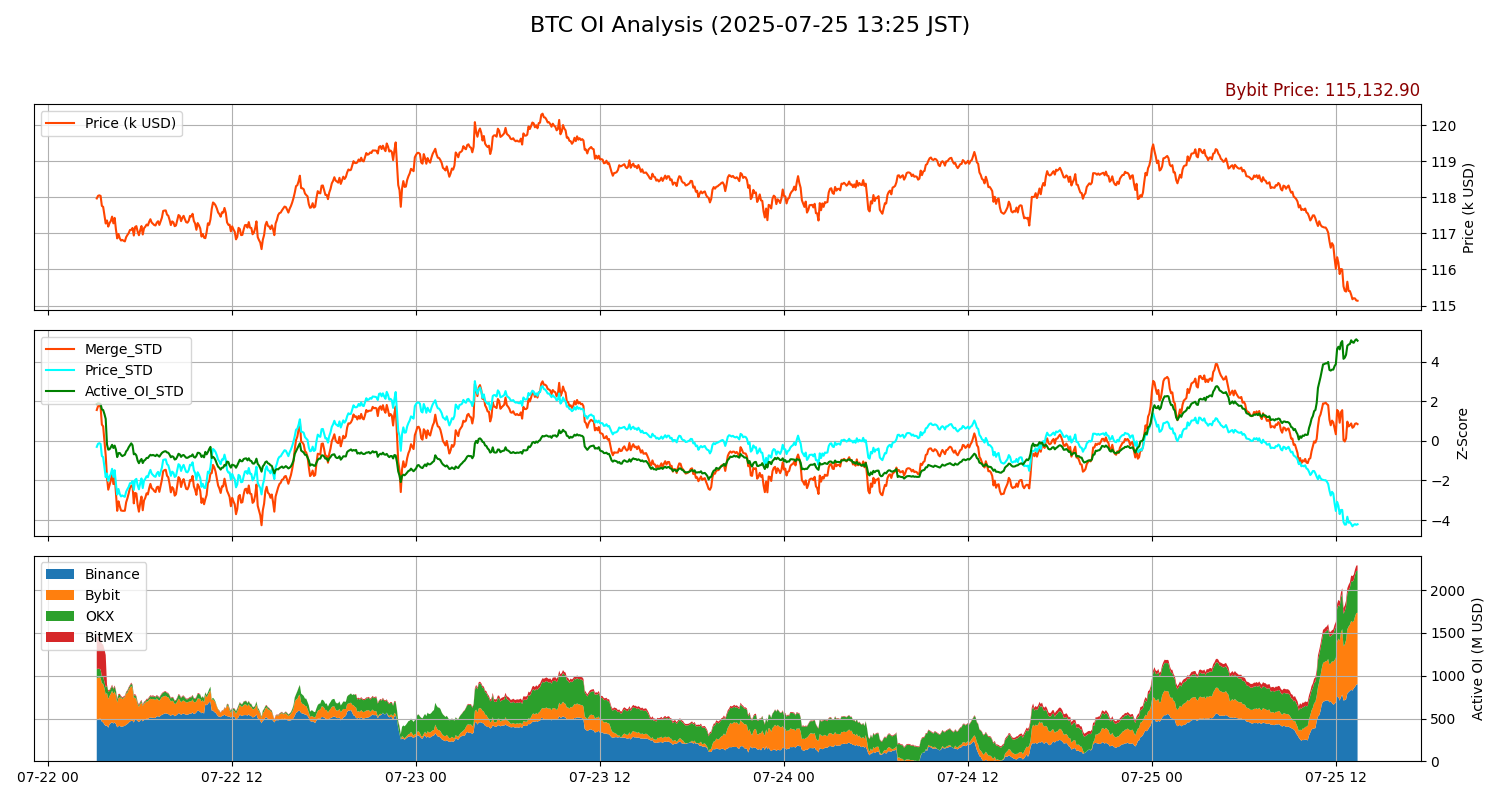 BTC OI Analysis (2025-07-25 13:25 JST)
Bybit Price: 115,132.90
Price (k USD)
120
119
118
117
116
115
Price (k USD)
Merge_STD
Price_STD
Active_OI_STD
4
2
0
−2
−4
Z-Score
Binance
Bybit
OKX
BitMEX
2000
1500
1000
500
0
Active OI (M USD)
07-22 00
07-22 12
07-23 00
07-23 12
07-24 00
07-24 12
07-25 00
07-25 12